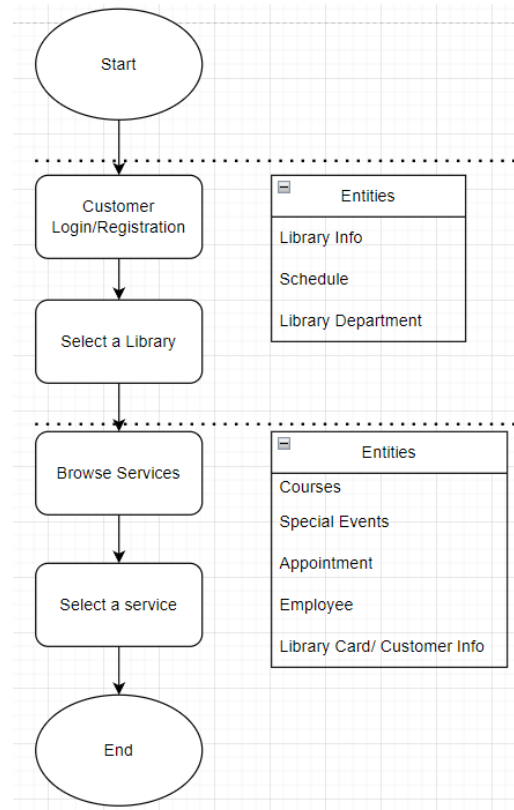 Start
Customer
Login/Registration
Entities
Library Info
Schedule
Library Department
Select a Library
Browse Services
Entities
Courses
Special Events
Appointment
Employee
Library Card/ Customer Info
Select a service
End